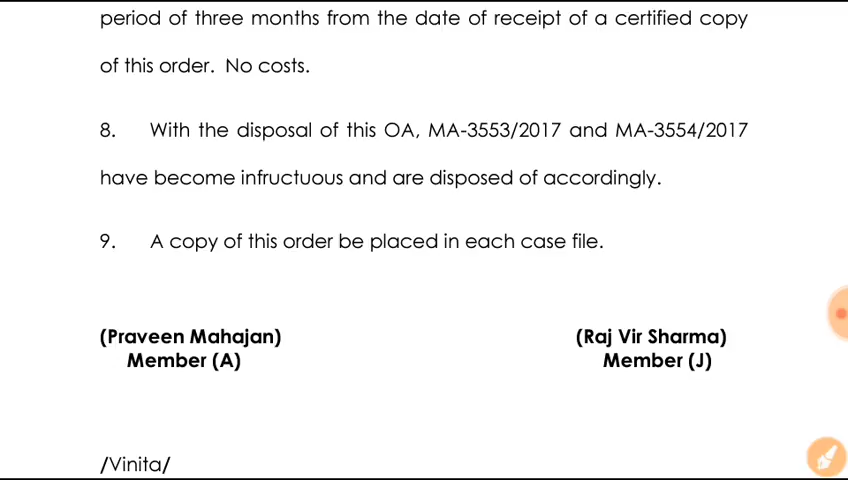 period of three months from the date of receipt of a certified copy
of this order. No costs.
8. With the disposal of this OA, MA-3553/2017 and MA-3554/2017
have become infructuous and are disposed of accordingly.
9. A copy of this order be placed in each case file.
(Praveen Mahajan) (Raj Vir Sharma)
Member (A) Member (J)
/Vinita/